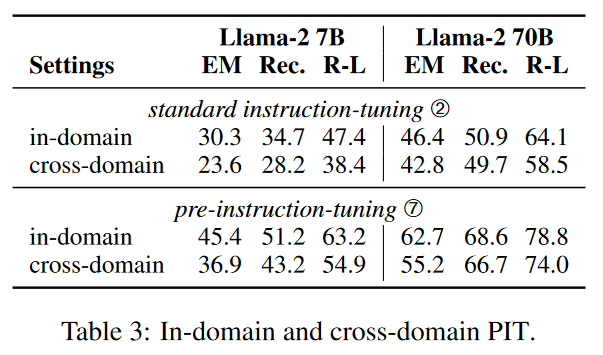 Llama-2 7B Llama-2 70B
Settings EM Rec. R-L EM Rec. R-L
standard instruction-tuning ②
in-domain 30.3 34.7 47.4 46.4 50.9 64.1
cross-domain 23.6 28.2 38.4 42.8 49.7 58.5
pre-instruction-tuning ⑦
in-domain 45.4 51.2 63.2 62.7 68.6 78.8
cross-domain 36.9 43.2 54.9 55.2 66.7 74.0
Table 3: In-domain and cross-domain PIT.